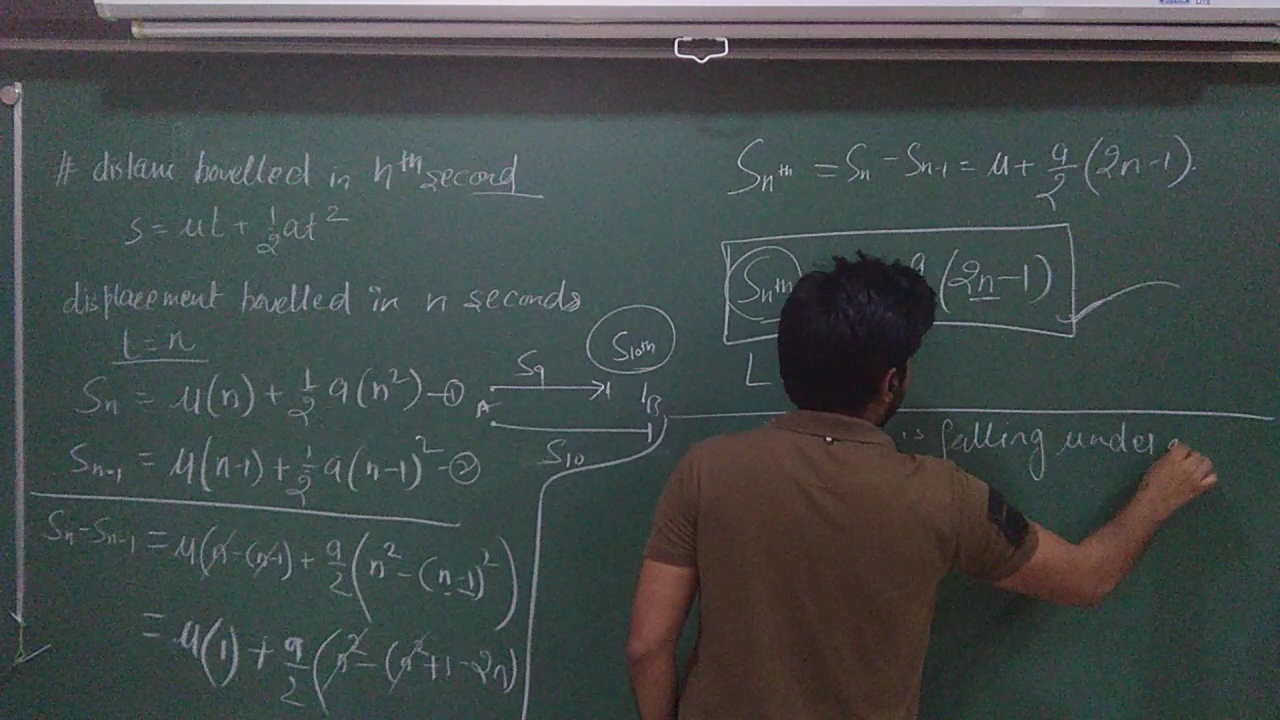 # distance travelled in nth second
s = ut + 1/2 at²
displacement travelled in n seconds
t = n
Sn = u(n) + 1/2 a(n²) - ①
Sn-1 = u(n-1) + 1/2 a(n-1)² - ②
Sn - Sn-1 = u(n - (n-1) + a/2 (n² - (n-1)²)
= u(1) + a/2 (n² - (n² + 1 - 2n)
S9
A
B
S10
S10th
Snth = Sn - Sn-1 = u + a/2 (2n-1).
Snth a (2n-1)
L
is falling under